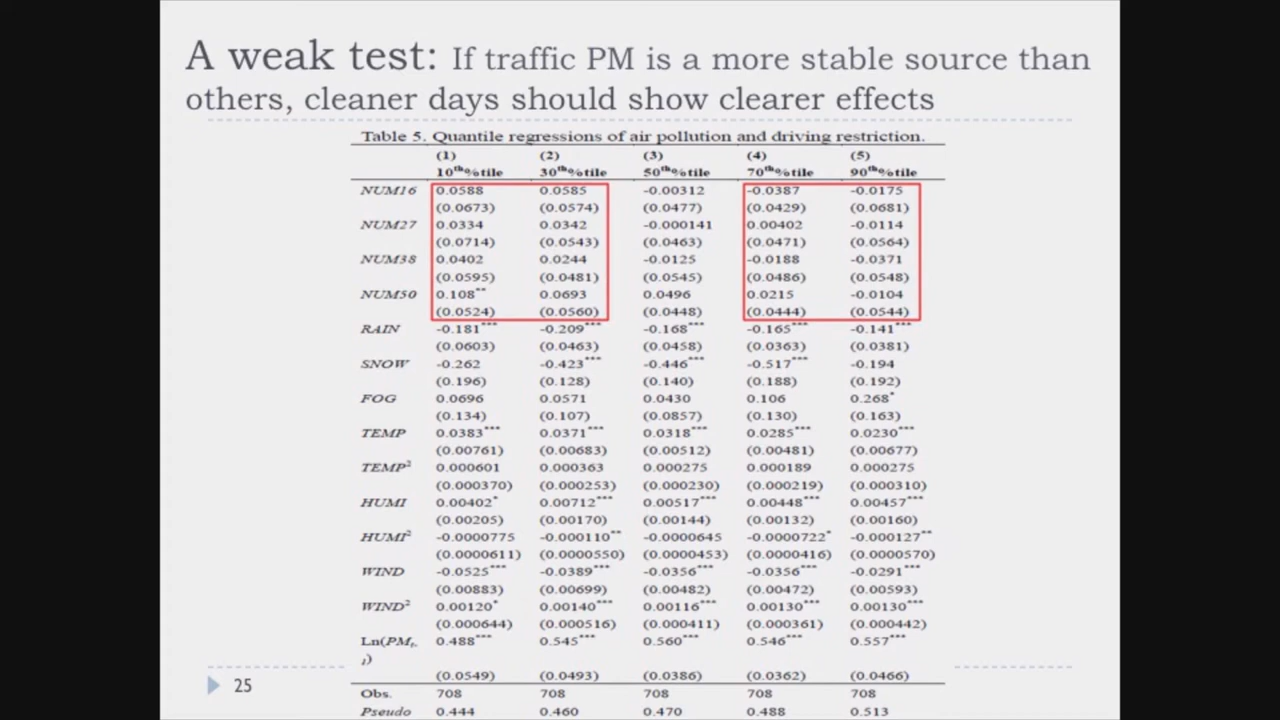 A weak test: If traffic PM is a more stable source than
others, cleaner days should show clearer effects
Table 5. Quantile regressions of air pollution and driving restriction.
(1) (2) (3) (4) (5)
10th%tile 30th%tile 50th%tile 70th%tile 90th%tile
NUM16 0.0588 0.0585 -0.00312 -0.0387 -0.0175
(0.0673) (0.0574) (0.0477) (0.0429) (0.0681)
NUM27 0.0334 0.0342 -0.000141 0.00402 -0.0114
(0.0714) (0.0543) (0.0463) (0.0471) (0.0564)
NUM38 0.0402 0.0244 -0.0125 -0.0188 -0.0371
(0.0595) (0.0481) (0.0545) (0.0486) (0.0548)
NUM50 0.108** 0.0693 0.0496 0.0215 -0.0104
(0.0524) (0.0560) (0.0448) (0.0444) (0.0544)
RAIN -0.181*** -0.209*** -0.168*** -0.165*** -0.141***
(0.0603) (0.0463) (0.0458) (0.0363) (0.0381)
SNOW -0.262 -0.423*** -0.446*** -0.517*** -0.194
(0.196) (0.128) (0.140) (0.188) (0.192)
FOG 0.0696 0.0571 0.0430 0.106 0.268*
(0.134) (0.107) (0.0857) (0.130) (0.163)
TEMP 0.0383*** 0.0371*** 0.0318*** 0.0285*** 0.0230***
(0.00761) (0.00683) (0.00512) (0.00481) (0.00677)
TEMP² 0.000601 0.000363 0.000275 0.000189 0.000275
(0.000370) (0.000253) (0.000230) (0.000219) (0.000310)
HUMI 0.00402* 0.00712*** 0.00517*** 0.00448*** 0.00457***
(0.00205) (0.00170) (0.00144) (0.00132) (0.00160)
HUMI² -0.0000775 -0.000110** -0.0000645 -0.0000722* -0.000127**
(0.0000611) (0.0000550) (0.0000453) (0.0000416) (0.0000570)
WIND -0.0525*** -0.0389*** -0.0356*** -0.0356*** -0.0291***
(0.00883) (0.00699) (0.00482) (0.00472) (0.00593)
WIND² 0.00120* 0.00140*** 0.00116*** 0.00130*** 0.00130***
(0.000644) (0.000516) (0.000411) (0.000361) (0.000442)
Ln(PMt- 0.488*** 0.545*** 0.560*** 0.546*** 0.557***
1)
(0.0549) (0.0493) (0.0386) (0.0362) (0.0466)
25
Obs. 708 708 708 708 708
Pseudo 0.444 0.460 0.470 0.488 0.513